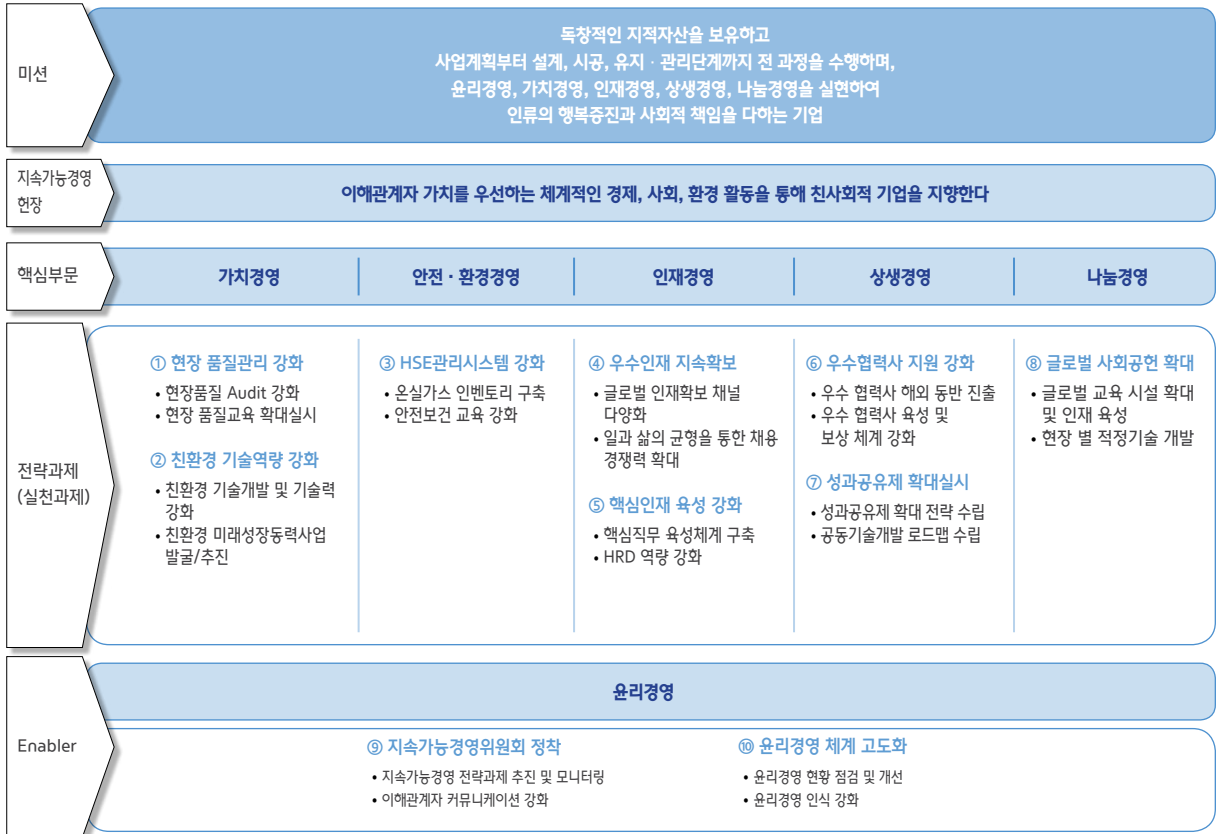 미션
독창적인 지적자산을 보유하고
사업계획부터 설계, 시공, 유지 · 관리단계까지 전 과정을 수행하며,
윤리경영, 가치경영, 인재경영, 상생경영, 나눔경영을 실현하여
인류의 행복증진과 사회적 책임을 다하는 기업
지속가능경영
헌장
이해관계자 가치를 우선하는 체계적인 경제, 사회, 환경 활동을 통해 친사회적 기업을 지향한다
핵심부문
가치경영
안전 · 환경경영
인재경영
상생경영
나눔경영
전략과제
(실천과제)
① 현장 품질관리 강화
• 현장품질 Audit 강화
• 현장 품질교육 확대실시
② 친환경 기술역량 강화
• 친환경 기술개발 및 기술력
강화
• 친환경 미래성장동력사업
발굴/추진
③ HSE관리시스템 강화
• 온실가스 인벤토리 구축
• 안전보건 교육 강화
④ 우수인재 지속확보
• 글로벌 인재확보 채널
다양화
• 일과 삶의 균형을 통한 채용
경쟁력 확대
⑤ 핵심인재 육성 강화
• 핵심직무 육성체계 구축
• HRD 역량 강화
⑥ 우수협력사 지원 강화
• 우수 협력사 해외 동반 진출
• 우수 협력사 육성 및
보상 체계 강화
⑦ 성과공유제 확대실시
• 성과공유제 확대 전략 수립
• 공동기술개발 로드맵 수립
⑧ 글로벌 사회공헌 확대
• 글로벌 교육 시설 확대
및 인재 육성
• 현장 별 적정기술 개발
Enabler
윤리경영
⑨ 지속가능경영위원회 정착
• 지속가능경영 전략과제 추진 및 모니터링
• 이해관계자 커뮤니케이션 강화
⑩ 윤리경영 체계 고도화
• 윤리경영 현황 점검 및 개선
• 윤리경영 인식 강화